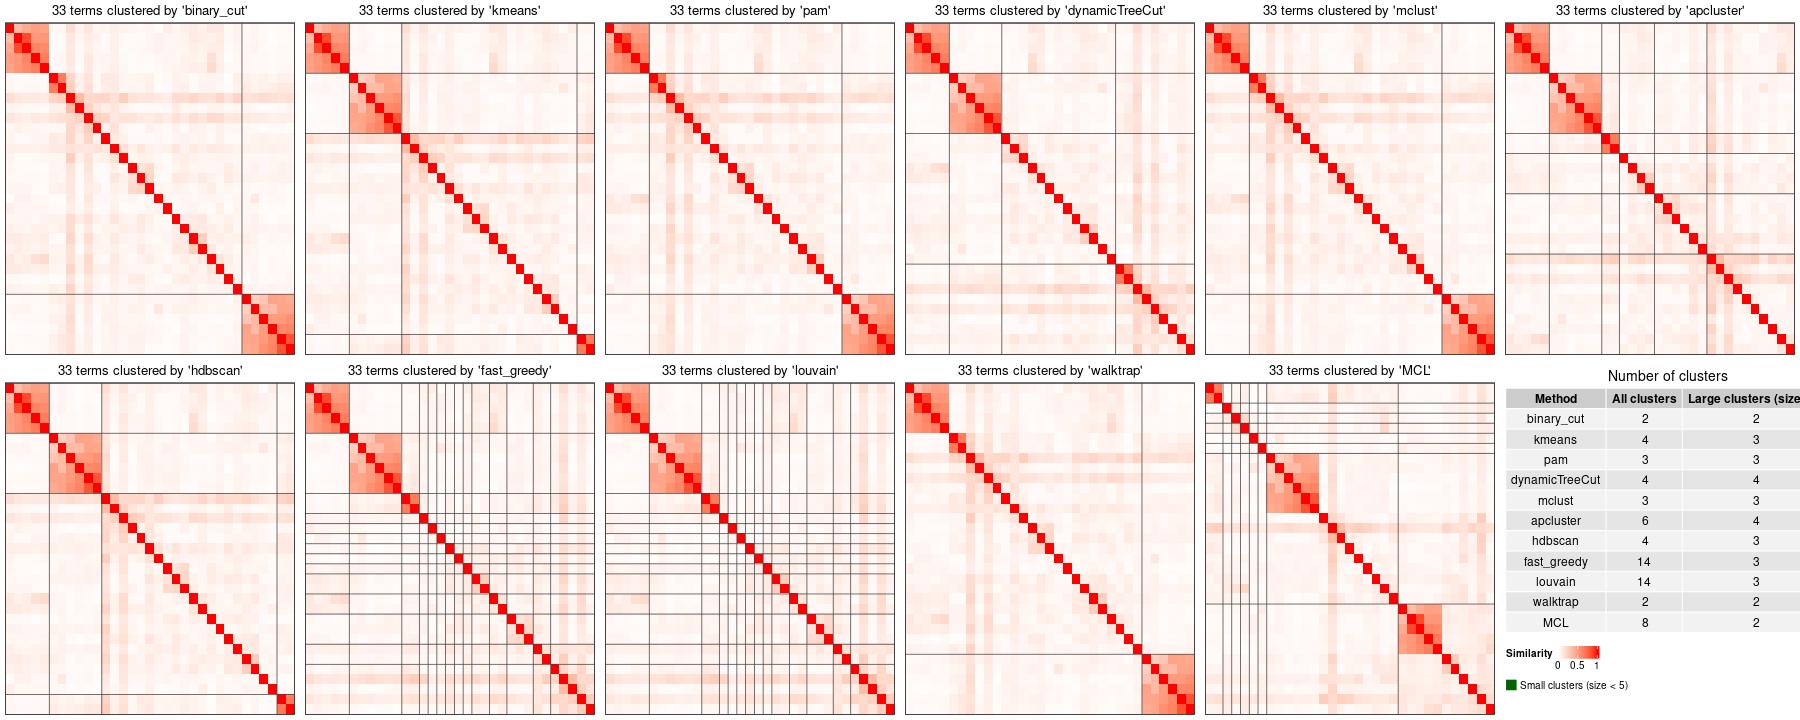 33 terms clustered by 'binary_cut'
33 terms clustered by 'kmeans'
33 terms clustered by 'pam'
33 terms clustered by 'dynamicTreeCut'
33 terms clustered by 'mclust'
33 terms clustered by 'apcluster'
33 terms clustered by 'hdbscan'
33 terms clustered by 'fast_greedy'
33 terms clustered by 'louvain'
33 terms clustered by 'walktrap'
33 terms clustered by 'MCL'
Number of clusters
Method All clusters Large clusters (size
binary_cut 2 2
kmeans 4 3
pam 3 3
dynamicTreeCut 4 4
mclust 3 3
apcluster 6 4
hdbscan 4 3
fast_greedy 14 3
louvain 14 3
walktrap 2 2
MCL 8 2
Similarity
0 0.5 1
Small clusters (size < 5)